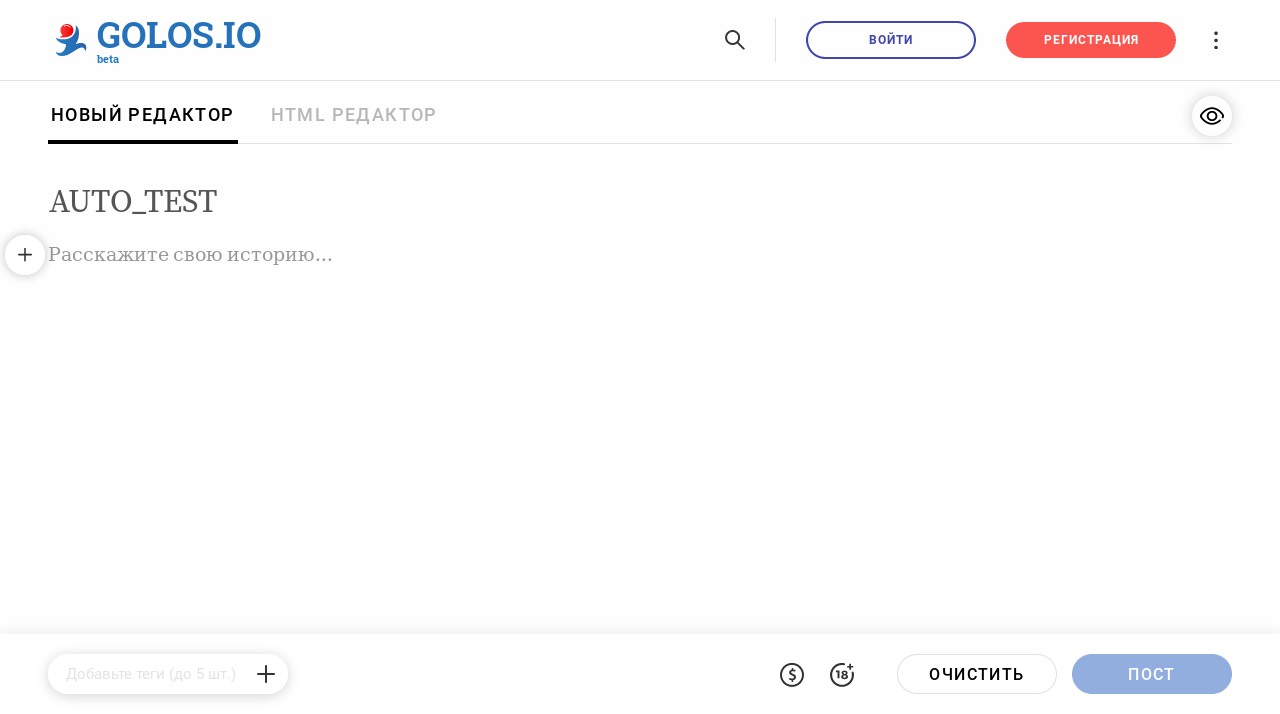 GOLOS.IO
beta
ВОЙТИ
РЕГИСТРАЦИЯ
НОВЫЙ РЕДАКТОР
HTML РЕДАКТОР
AUTO_TEST
Расскажите свою историю...
Добавьте теги (до 5 шт.)
18
ОЧИСТИТЬ
ПОСТ